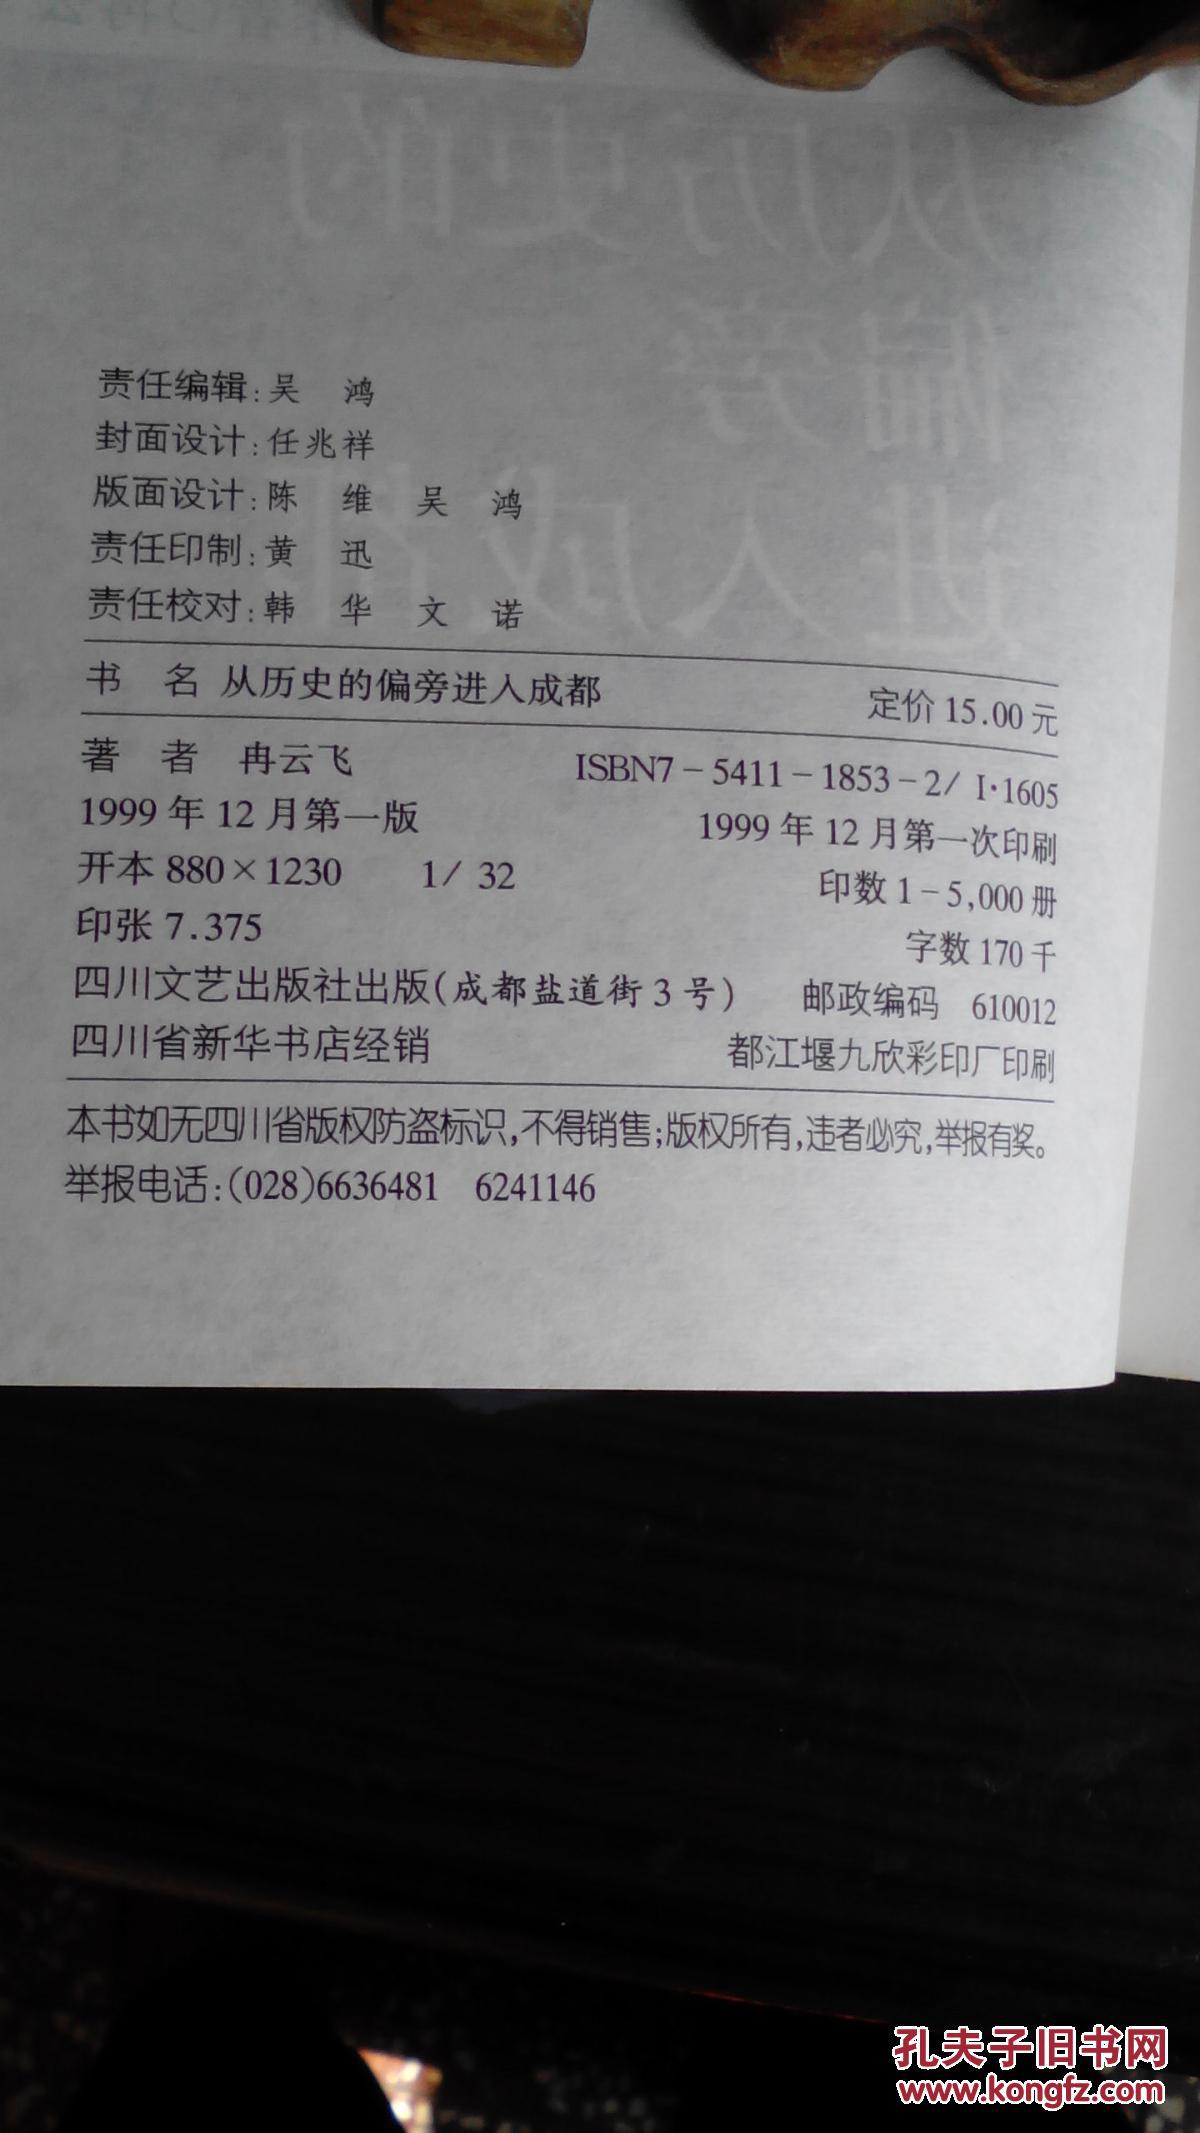 责任编辑:吴 鸿
封面设计:任兆祥
版面设计:陈 维 吴 鸿
责任印制:黄 迅
责任校对:韩 华 文 诺
书 名 从历史的偏旁进入成都 定价 15.00 元
著 者 冉云飞 ISBN7-5411-1853-2/ I·1605
1999 年 12 月第一版 1999 年 12 月第一次印刷
开本 880×1230 1/ 32 印数 1-5,000 册
印张 7.375 字数 170 千
四川文艺出版社出版(成都盐道街 3 号) 邮政编码 610012
四川省新华书店经销 都江堰九欣彩印厂印刷
本书如无四川省版权防盗标识,不得销售;版权所有,违者必究,举报有奖。
举报电话:(028)6636481 6241146
孔夫子旧书网
www.kongfz.com